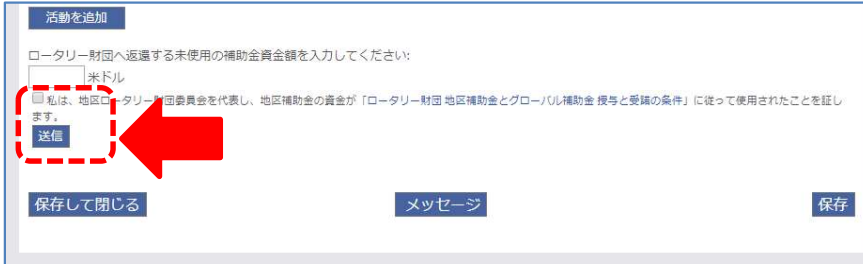 活動を追加
ロータリー財団へ返還する未使用の補助金資金額を入力してください:
米ドル
私は、地区ロータリー財団委員会を代表し、地区補助金の資金が「ロータリー財団 地区補助金とグローバル補助金 授与と受諾の条件」に従って使用されたことを証し
ます。
送信
保存して閉じる メッセージ 保存